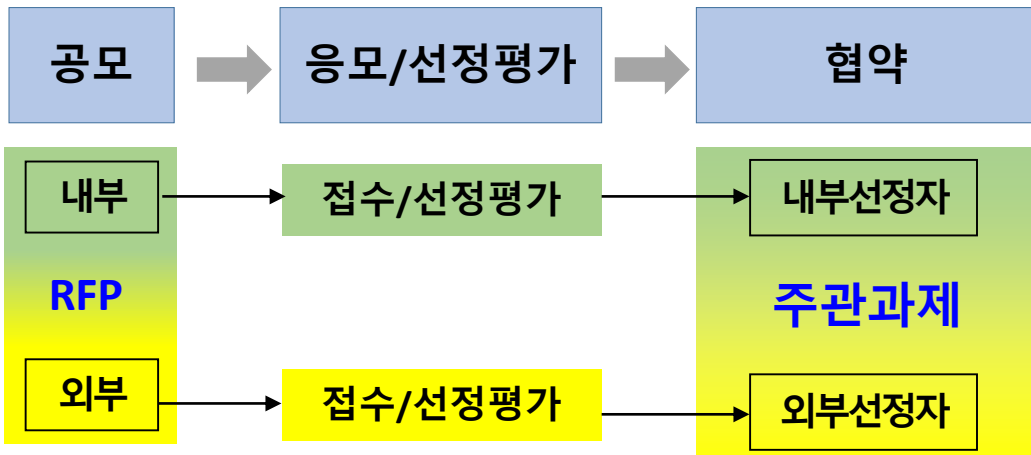 공모
응모/선정평가
협약
내부
접수/선정평가
내부선정자
RFP
주관과제
외부
접수/선정평가
외부선정자